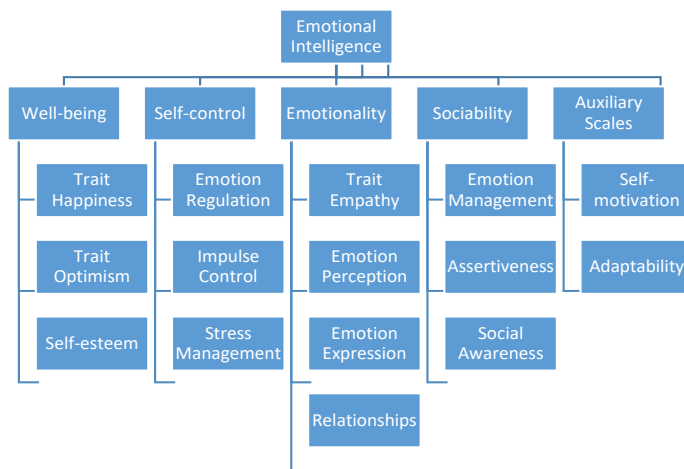 Emotional
Intelligence
Well-being
Self-control
Emotionality
Sociability
Auxiliary
Scales
Trait
Happiness
Emotion
Regulation
Trait
Empathy
Emotion
Management
Self-
motivation
Trait
Optimism
Impulse
Control
Emotion
Perception
Assertiveness
Adaptability
Self-esteem
Stress
Management
Emotion
Expression
Social
Awareness
Relationships